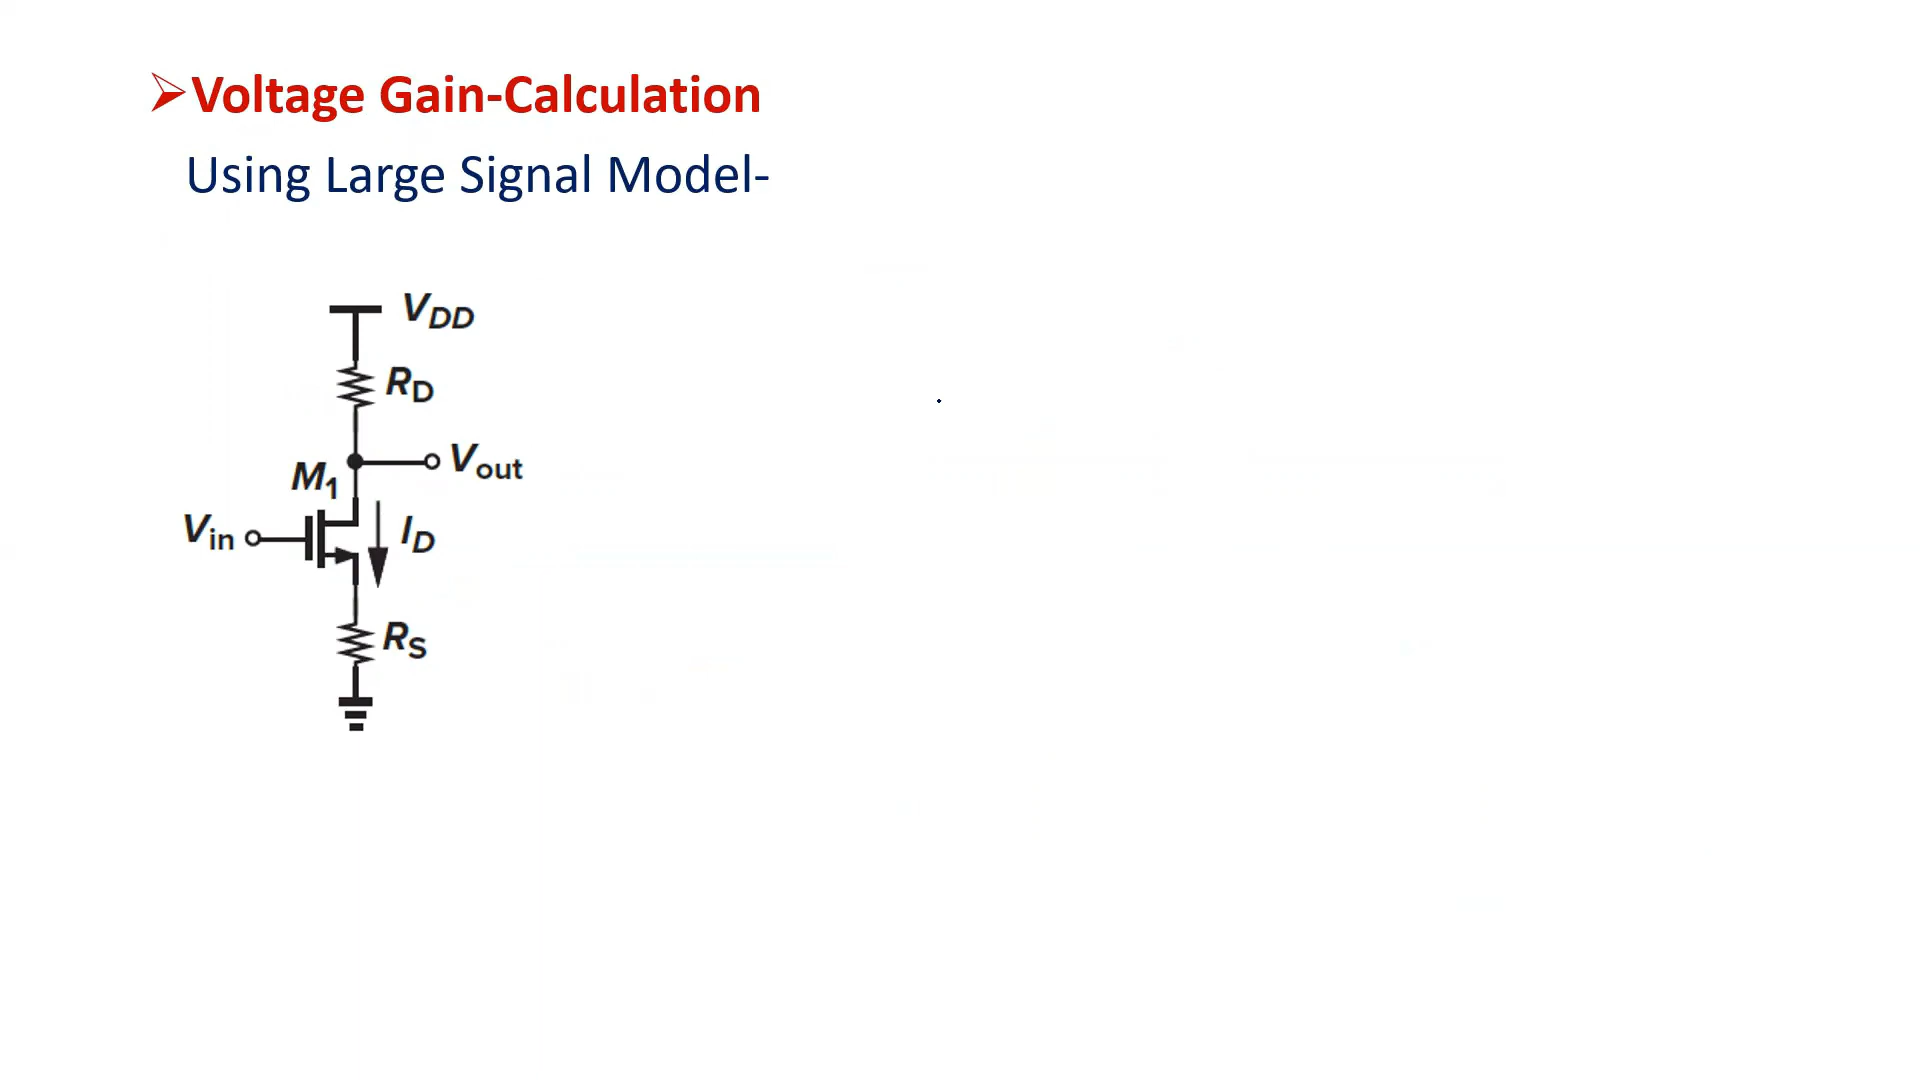 ➢Voltage Gain-Calculation
Using Large Signal Model-
VDD
RD
Vout
M1
Vin
ID
RS